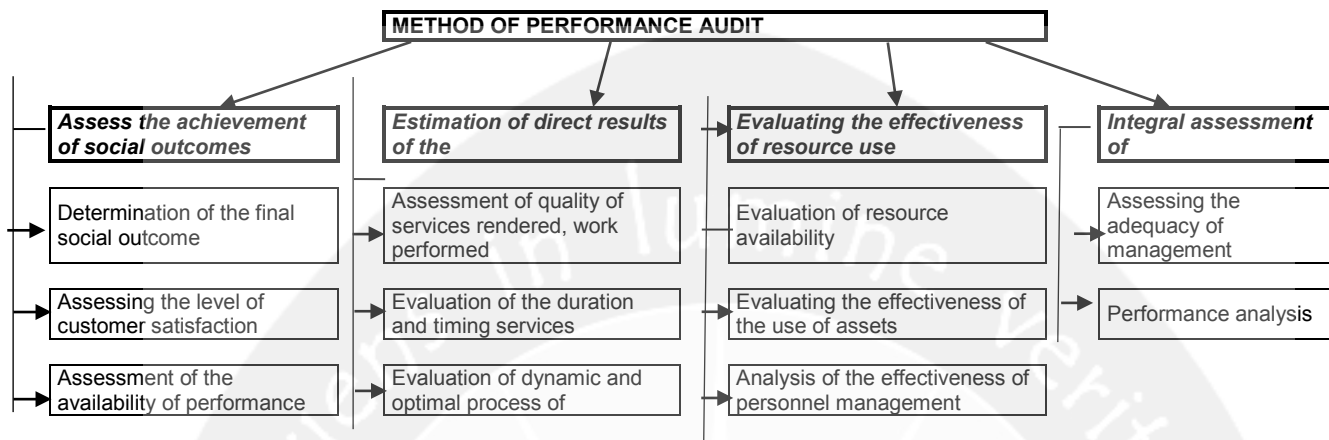 METHOD OF PERFORMANCE AUDIT
Assess the achievement
of social outcomes
Determination of the final
social outcome
Assessing the level of
customer satisfaction
Assessment of the
availability of performance
Estimation of direct results
of the
Assessment of quality of
services rendered, work
performed
Evaluation of the duration
and timing services
Evaluation of dynamic and
optimal process of
Evaluating the effectiveness
of resource use
Evaluation of resource
availability
Evaluating the effectiveness of
the use of assets
Analysis of the effectiveness of
personnel management
Integral assessment
of
Assessing the
adequacy of
management
Performance analysis
in lumine verit